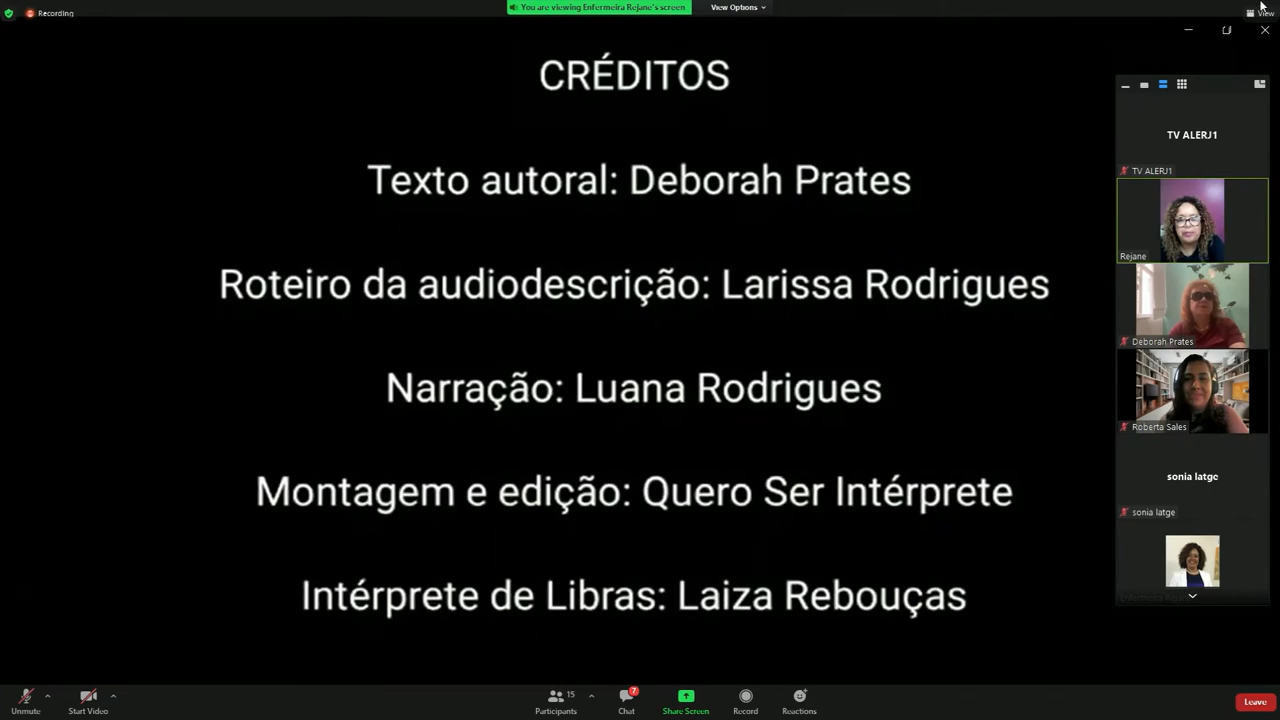 Recording
You are viewing Enfermeira Rejane's screen
View Options
View
CRÉDITOS
Texto autoral: Deborah Prates
Roteiro da audiodescrição: Larissa Rodrigues
Narração: Luana Rodrigues
Montagem e edição: Quero Ser Intérprete
Intérprete de Libras: Laiza Rebouças
TV ALERJ1
TV ALERJ1
Rejane
Deborah Prates
Roberta Sales
sonia latge
sonia latge
Unmute
Start Video
15
Participants
7
Chat
Share Screen
Record
Reactions
Leave